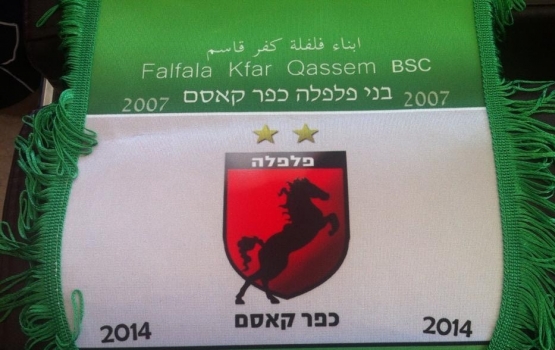 ابناء فلفلة كفر قاسم
Falfala Kfar Qassem BSC
2007 בני פלפלה כפר קאסם 2007
פלפלה
כפר קאסם
2014 2014